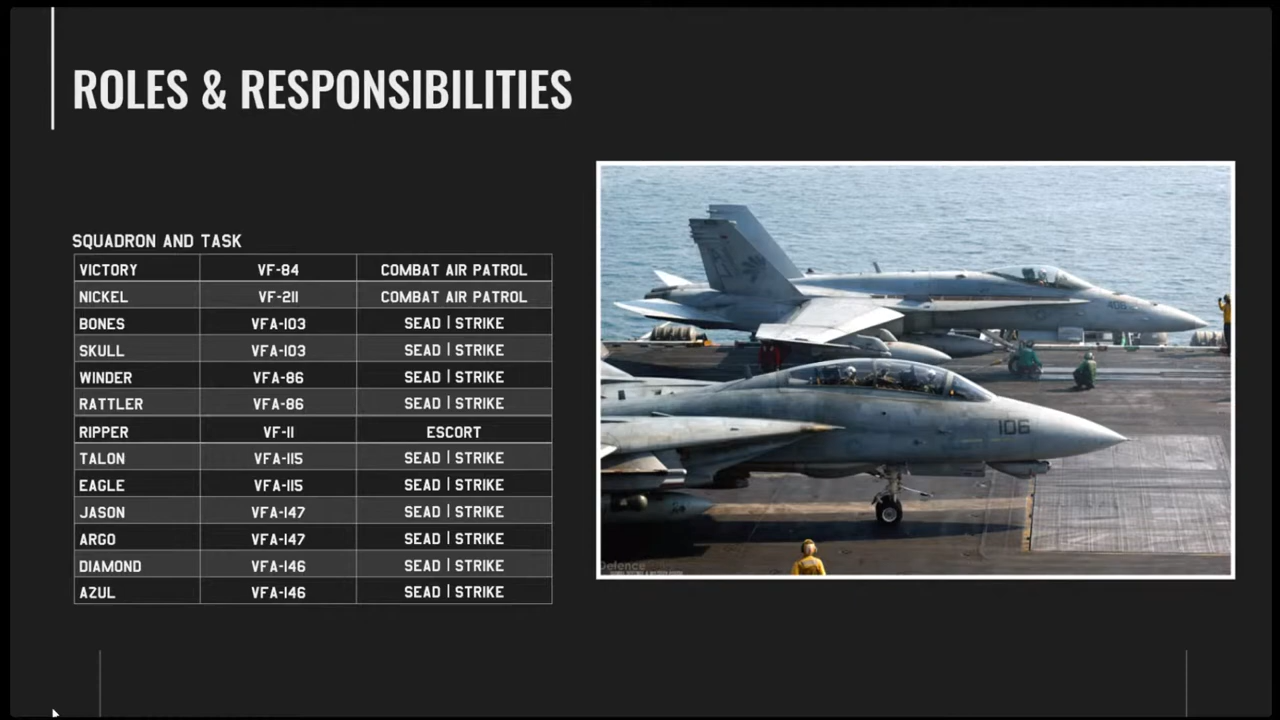 ROLES & RESPONSIBILITIES
SQUADRON AND TASK
VICTORY VF-84 COMBAT AIR PATROL
NICKEL VF-211 COMBAT AIR PATROL
BONES VFA-103 SEAD | STRIKE
SKULL VFA-103 SEAD | STRIKE
WINDER VFA-86 SEAD | STRIKE
RATTLER VFA-86 SEAD | STRIKE
RIPPER VF-11 ESCORT
TALON VFA-115 SEAD | STRIKE
EAGLE VFA-115 SEAD | STRIKE
JASON VFA-147 SEAD | STRIKE
ARGO VFA-147 SEAD | STRIKE
DIAMOND VFA-146 SEAD | STRIKE
AZUL VFA-146 SEAD | STRIKE
106
Defence